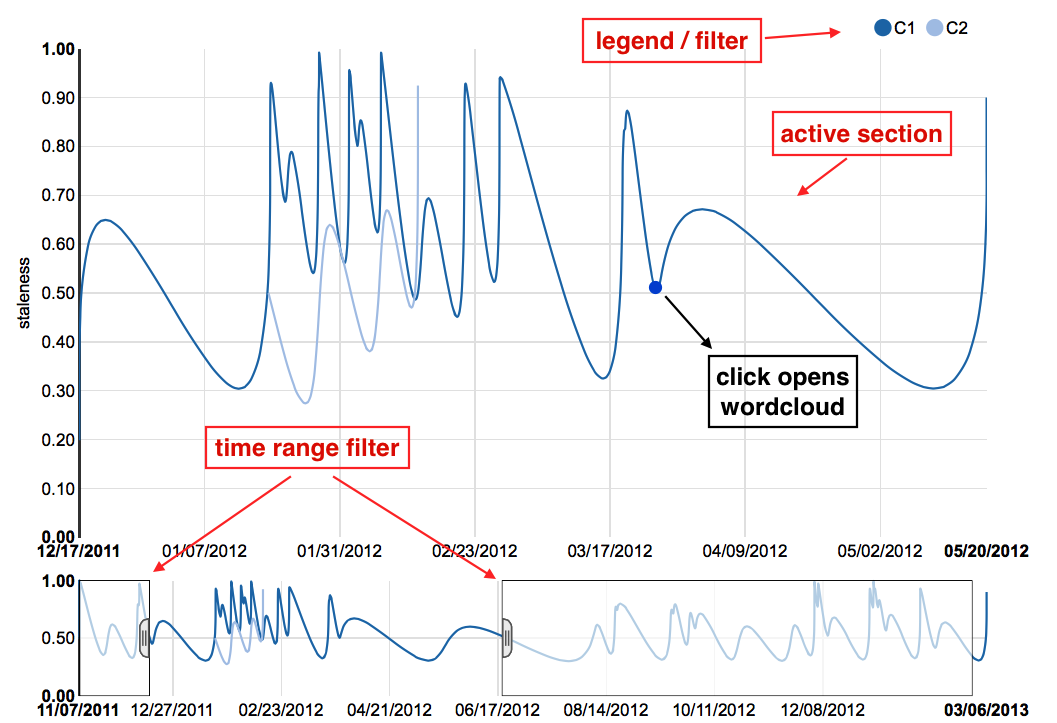 legend / filter
C1 C2
1.00
0.90
active section
0.80
0.70
0.60
staleness
0.50
0.40
click opens
wordcloud
0.30
time range filter
0.20
0.10
0.00
12/17/2011 01/07/2012 01/31/2012 02/23/2012 03/17/2012 04/09/2012 05/02/2012 05/20/2012
1.00
0.50
0.00
11/07/2011 12/27/2011 02/23/2012 04/21/2012 06/17/2012 08/14/2012 10/11/2012 12/08/2012 03/06/2013